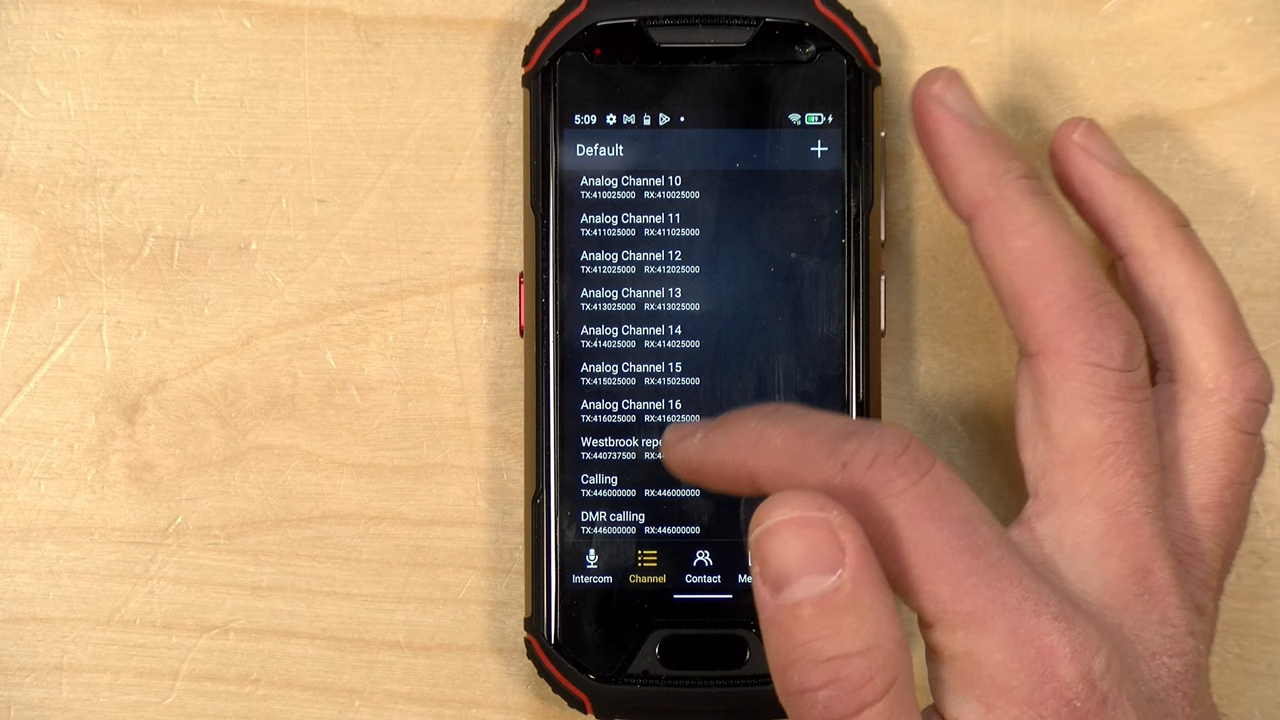 5:09
Default +
Analog Channel 10
TX:410025000 RX:410025000
Analog Channel 11
TX:411025000 RX:411025000
Analog Channel 12
TX:412025000 RX:412025000
Analog Channel 13
TX:413025000 RX:413025000
Analog Channel 14
TX:414025000 RX:414025000
Analog Channel 15
TX:415025000 RX:415025000
Analog Channel 16
TX:416025000 RX:416025000
Westbrook
TX:440737500
Calling
TX:446000000 RX:446000000
DMR calling
TX:446000000 RX:446000000
Intercom Channel Contact